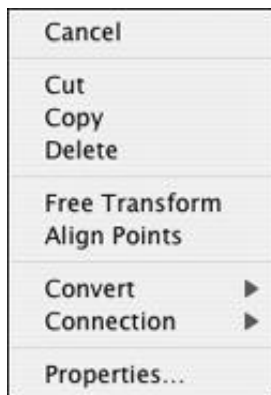 Cancel
Cut
Copy
Delete
Free Transform
Align Points
Convert
Connection
Properties...